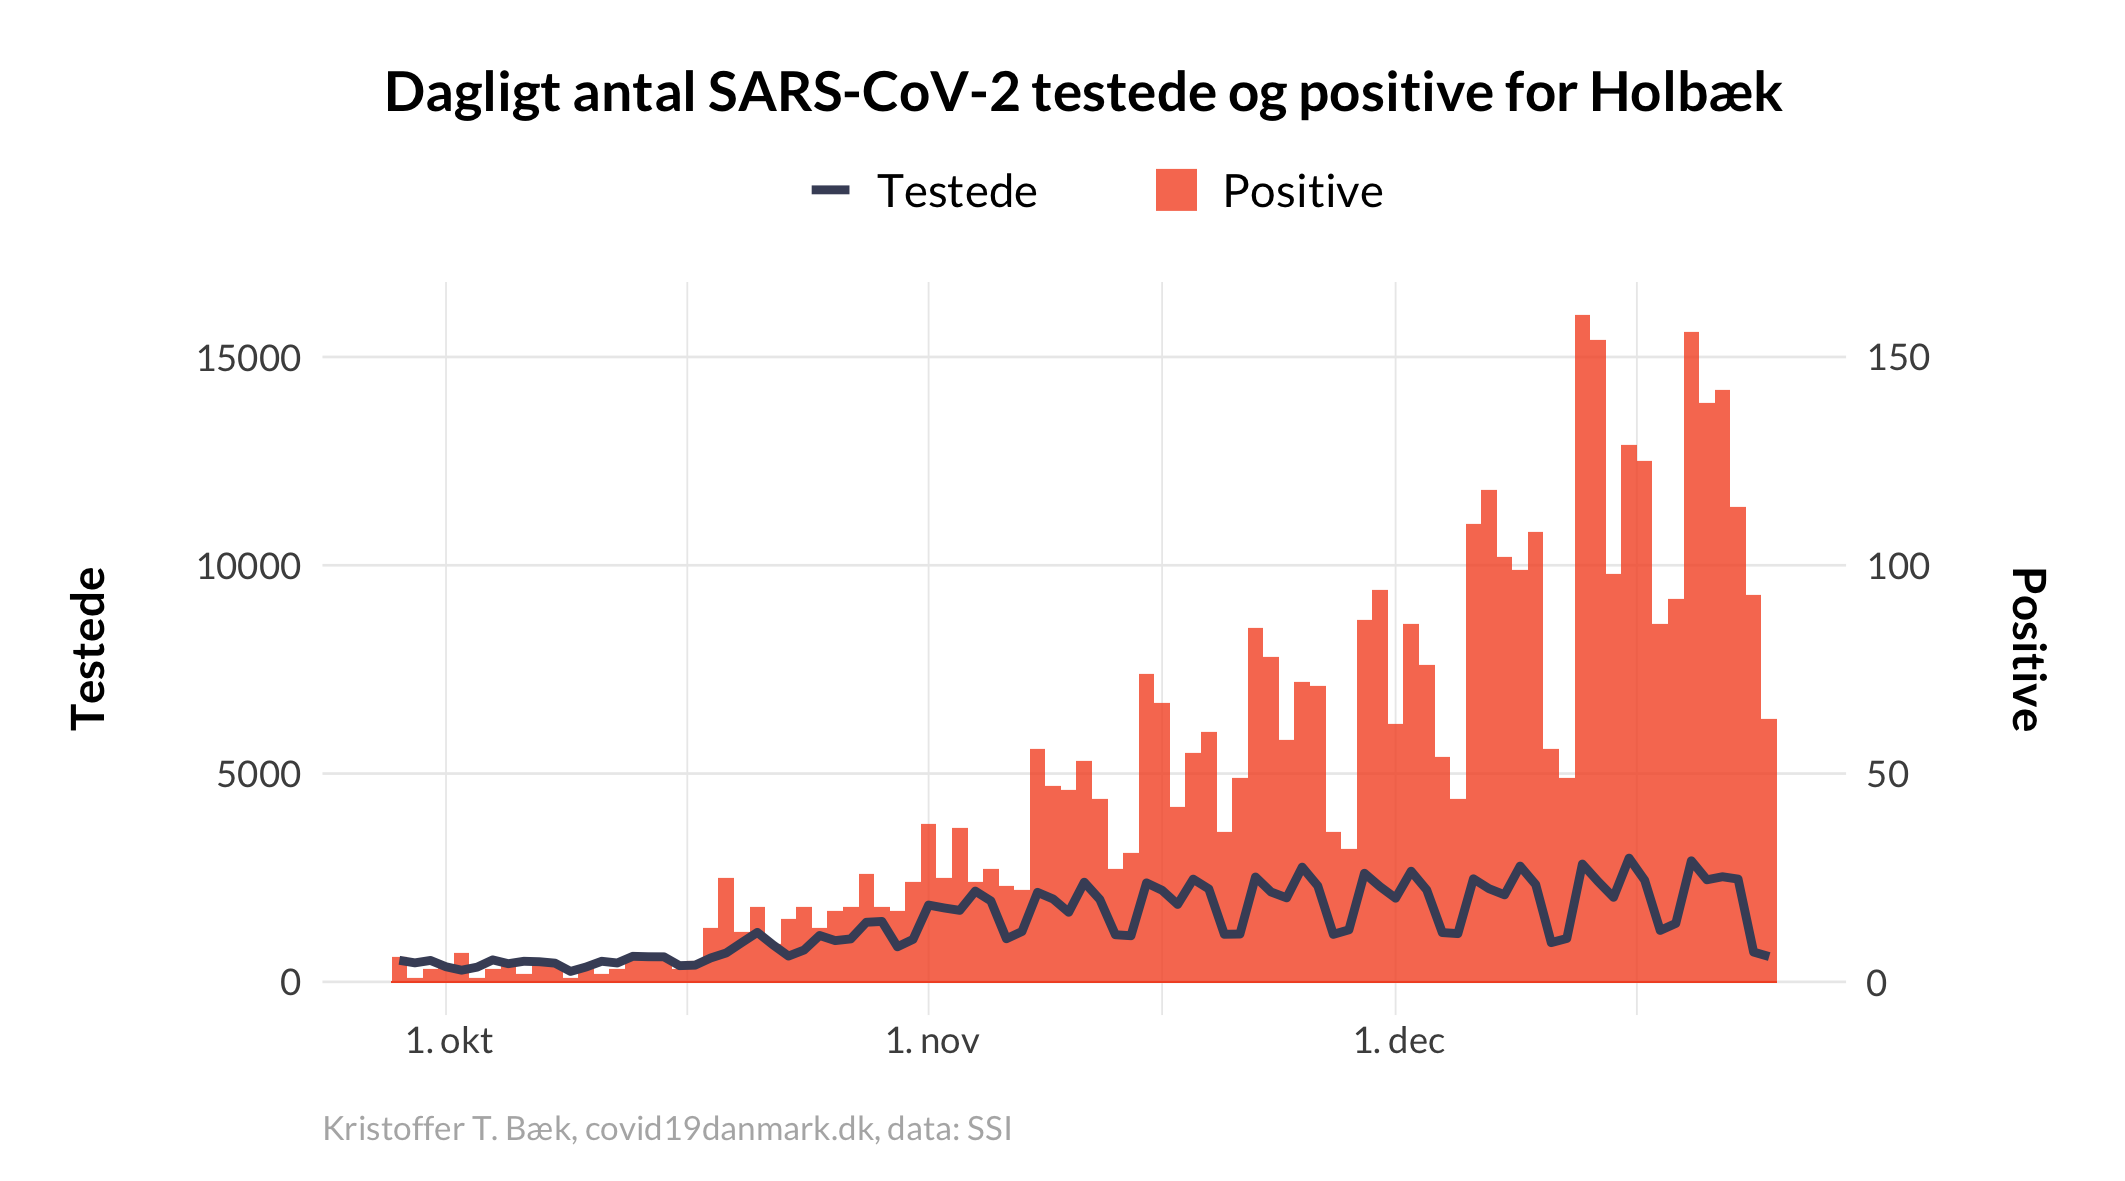 Dagligt antal SARS-CoV-2 testede og positive for Holbæk
Testede Positive
15000 150
10000 100
5000 50
0 0
Testede
Positive
1. okt 1. nov 1. dec
Kristoffer T. Bæk, covid19danmark.dk, data: SSI